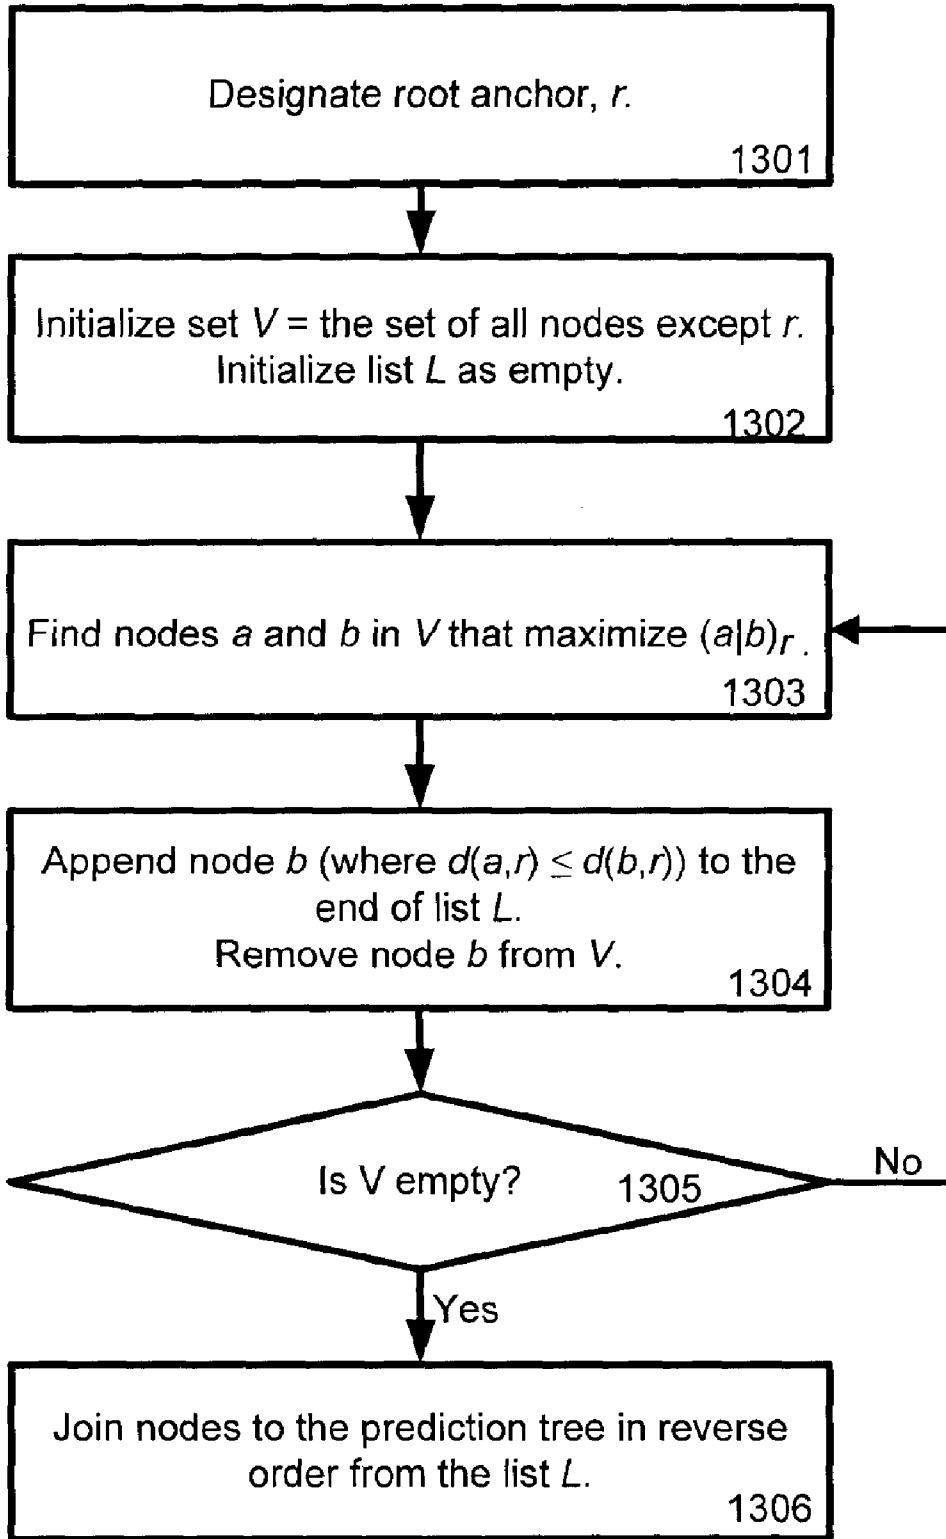 Designate root anchor, r.
1301
Initialize set V = the set of all nodes except r.
Initialize list L as empty.
1302
Find nodes a and b in V that maximize (a|b)r .
1303
Append node b (where d(a,r) ≤ d(b,r)) to the
end of list L.
Remove node b from V.
1304
Is V empty? 1305
No
Yes
Join nodes to the prediction tree in reverse
order from the list L.
1306